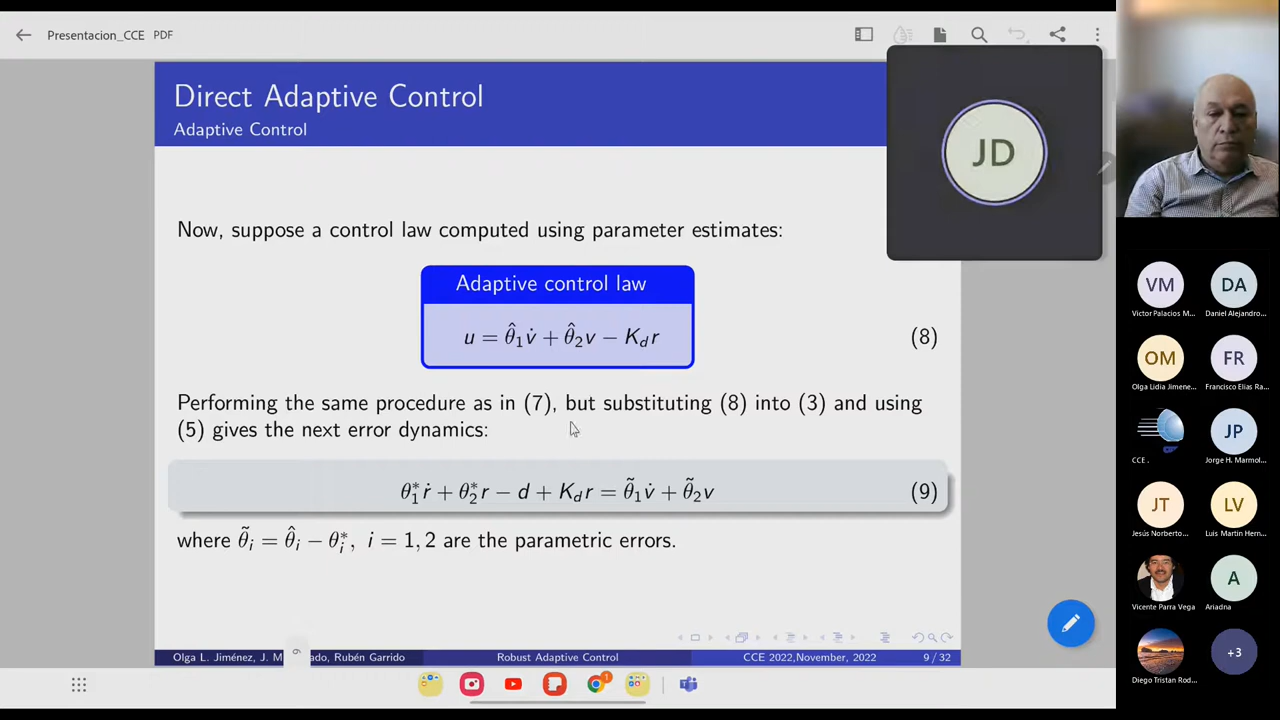 Presentacion_CCE PDF
Direct Adaptive Control
Adaptive Control
JD
Now, suppose a control law computed using parameter estimates:
Adaptive control law
u = θ̂₁v̇ + θ̂₂v − K_d r
(8)
Performing the same procedure as in (7), but substituting (8) into (3) and using
(5) gives the next error dynamics:
θ₁*ṙ + θ₂*r − d + K_d r = θ̃₁v̇ + θ̃₂v
(9)
where θ̃ᵢ = θ̂ᵢ − θᵢ*, i = 1, 2 are the parametric errors.
Olga L. Jiménez, J. M ado, Rubén Garrido
9
Robust Adaptive Control
CCE 2022,November, 2022
9 / 32
VM
DA
Victor Palacios M...
Daniel Alejandro...
OM
FR
Olga Lidia Jimene...
Francisco Elias Ra...
JP
CCE .
Jorge H. Marmol...
JT
LV
Jesús Norberto...
Luis Martin Hern...
A
Vicente Parra Vega
Ariadna
+3
Diego Tristan Rod...